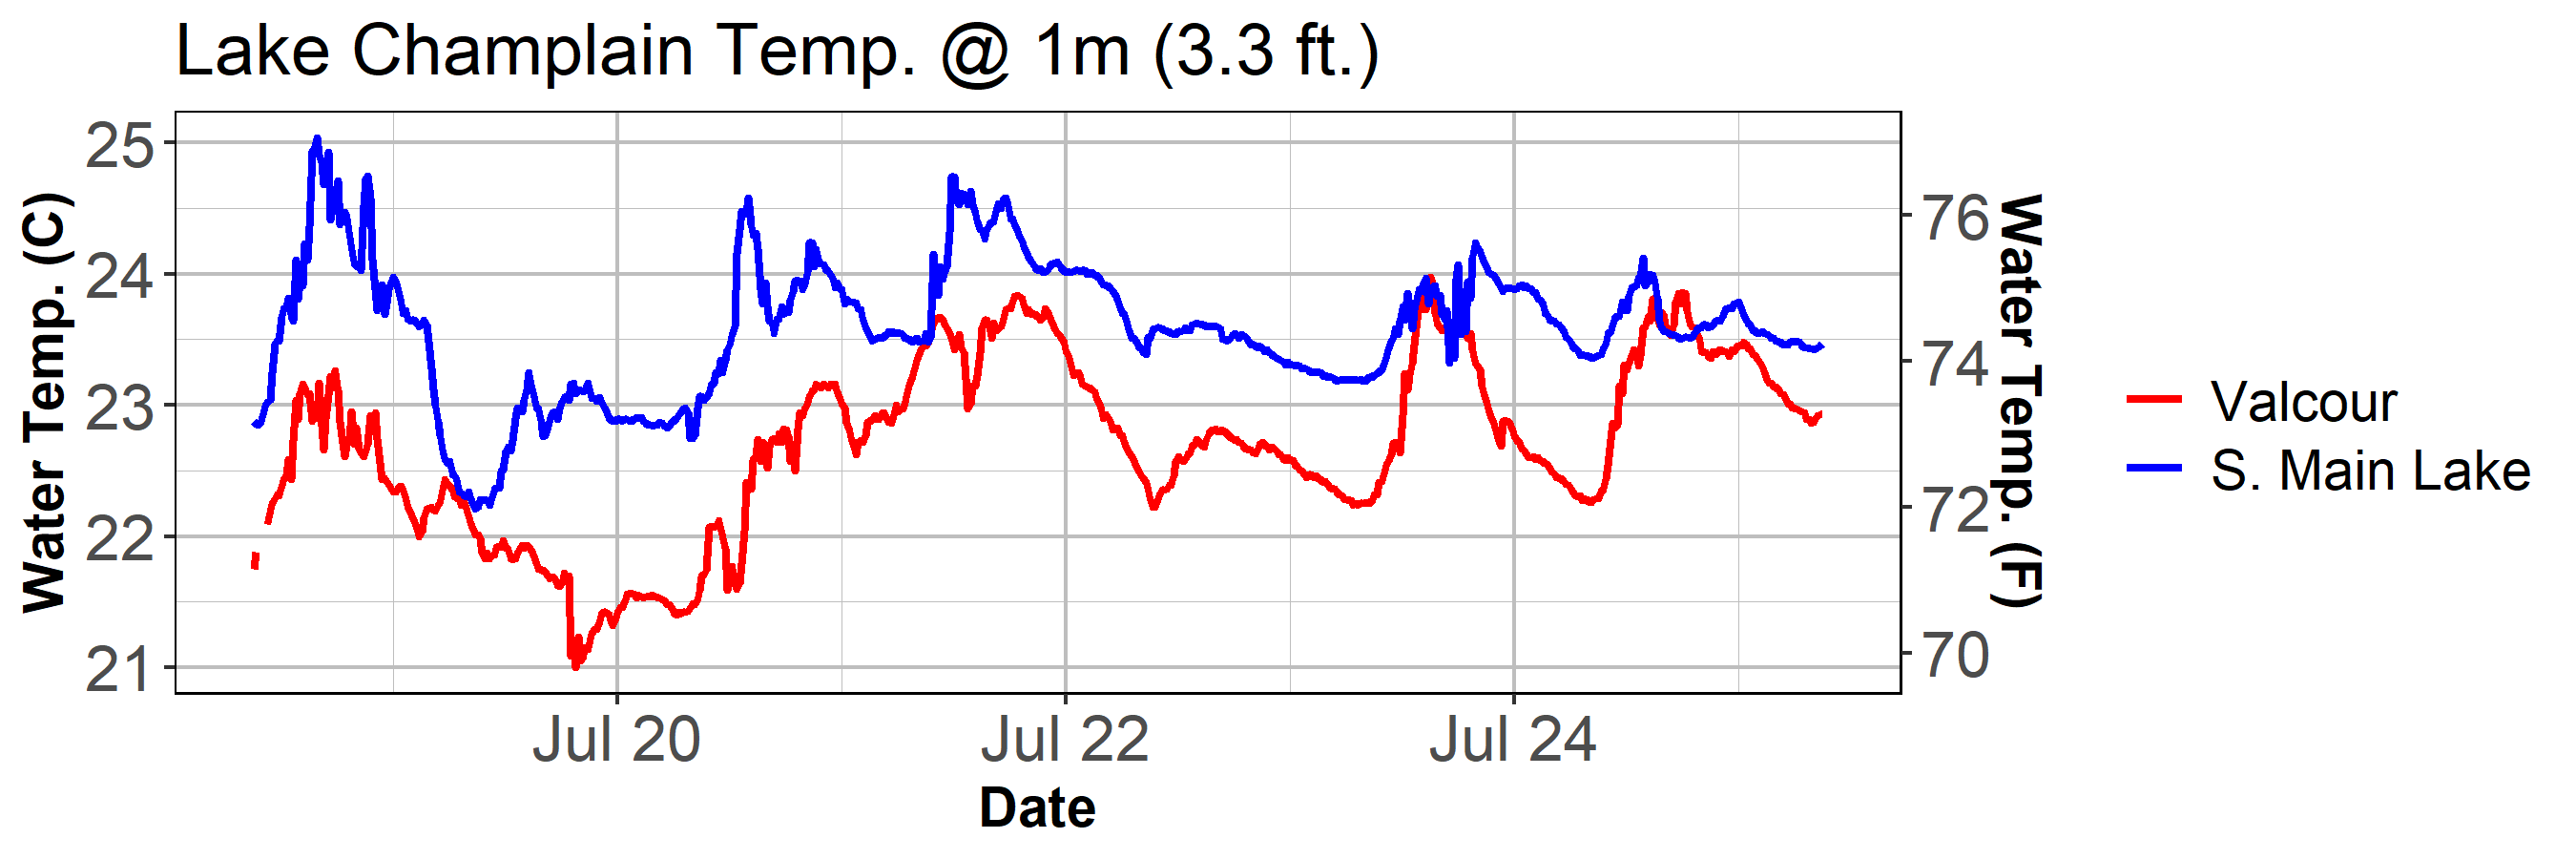 Lake Champlain Temp. @ 1m (3.3 ft.)
Water Temp. (C)
25
24
23
22
21
76
74
72
70
Water Temp. (F)
Jul 20
Jul 22
Jul 24
Date
Valcour
S. Main Lake